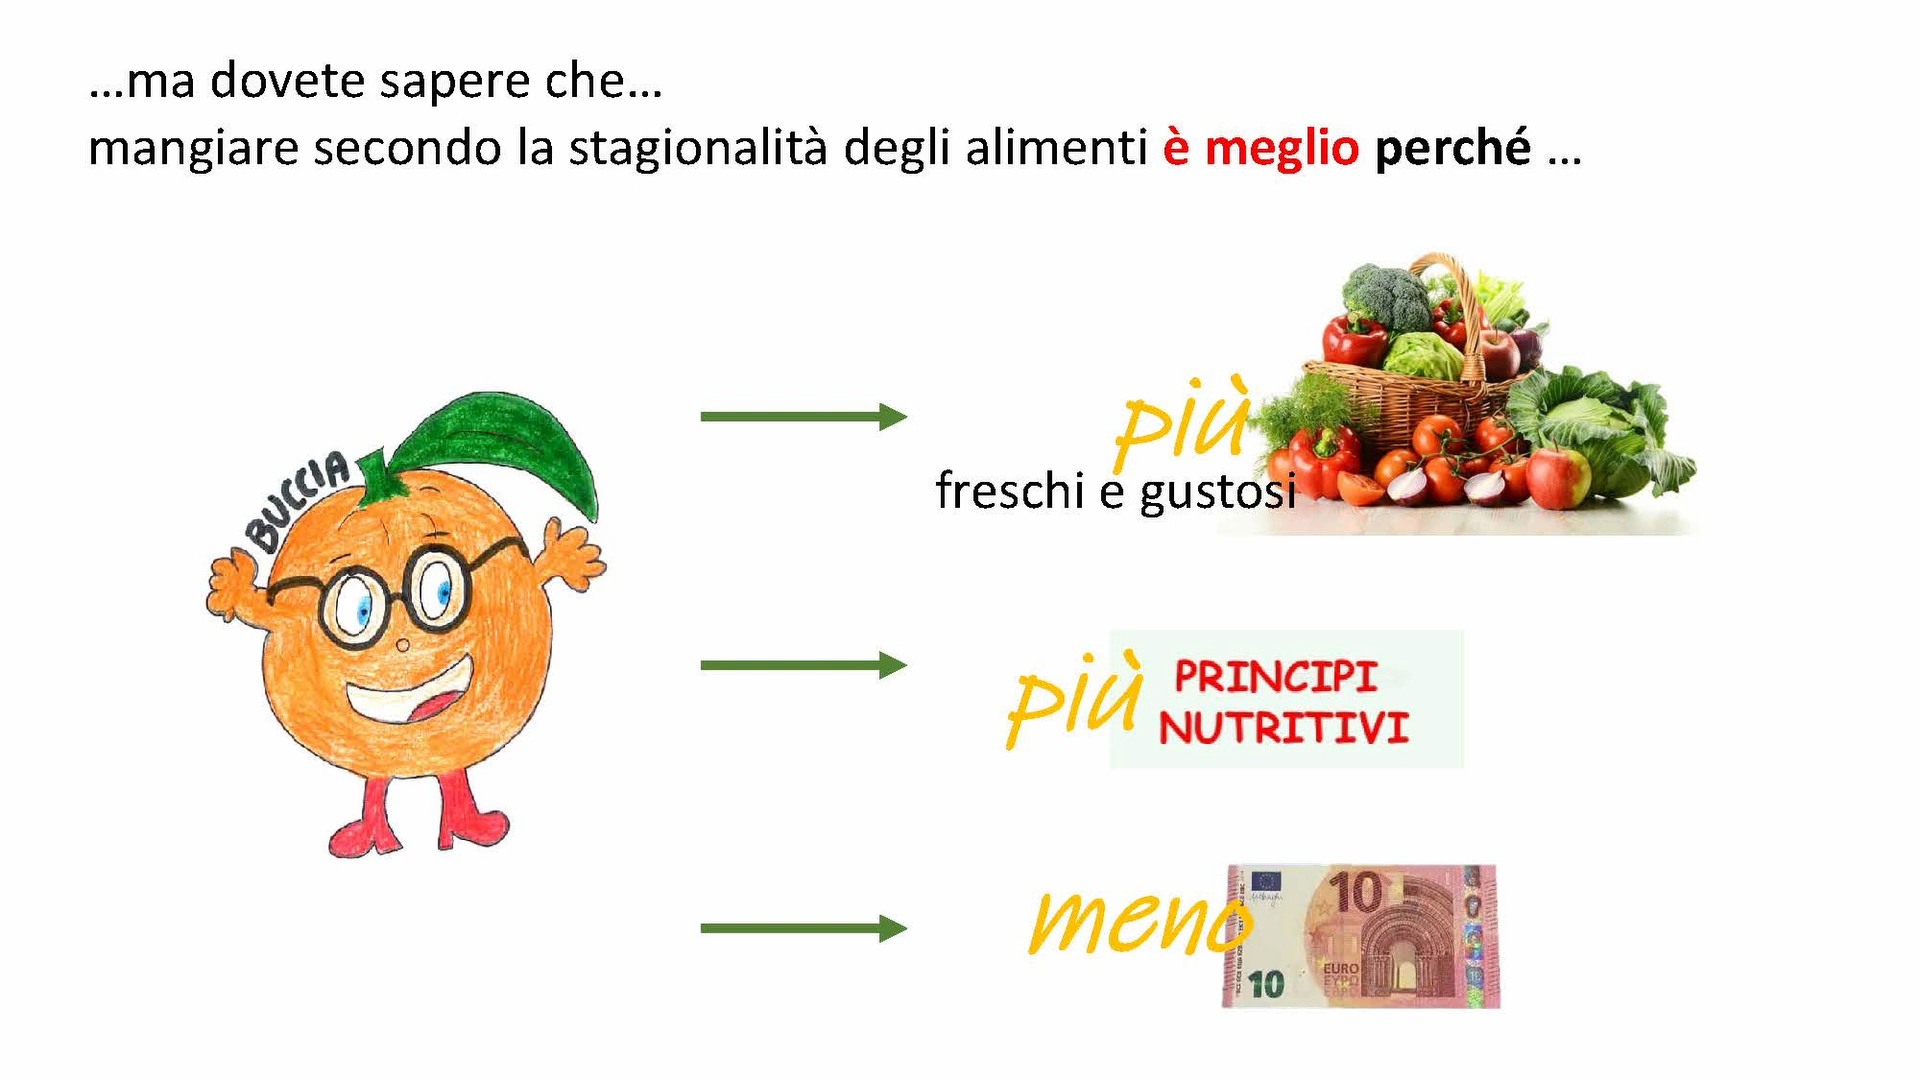 …ma dovete sapere che…
mangiare secondo la stagionalità degli alimenti è meglio perché …
BUCCIA
più
freschi e gustosi
più
PRINCIPI
NUTRITIVI
meno
10
EURO
ΕΥΡΩ
10